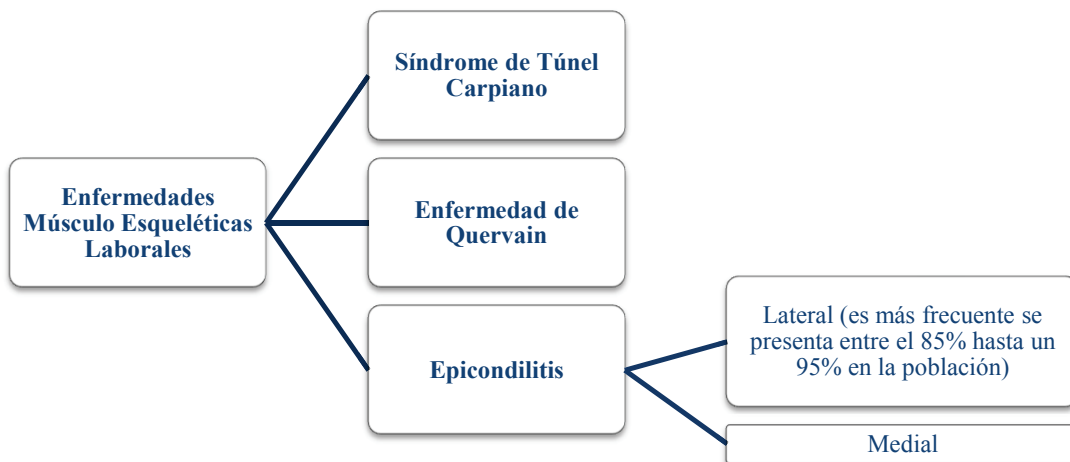 Síndrome de Túnel
Carpiano
Enfermedades
Músculo Esqueléticas
Laborales
Enfermedad de
Quervain
Epicondilitis
Lateral (es más frecuente se
presenta entre el 85% hasta un
95% en la población)
Medial